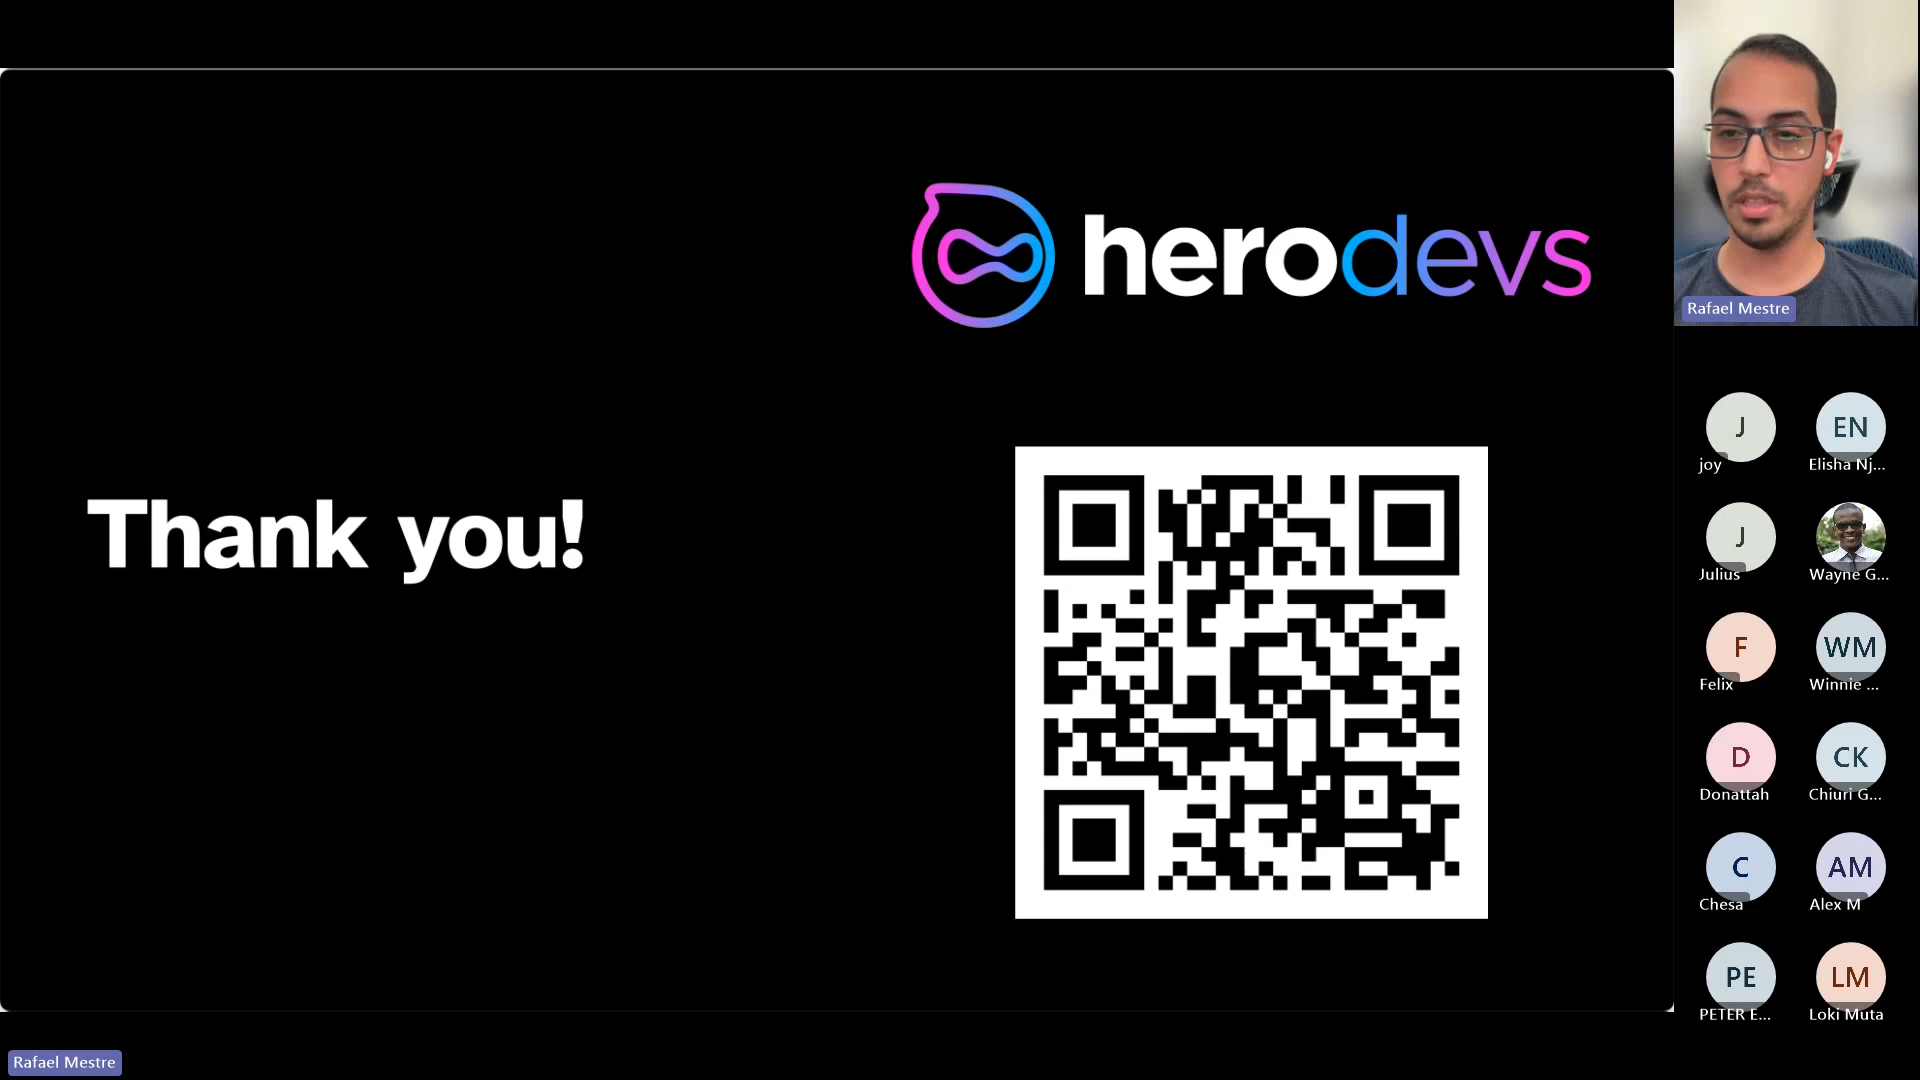 herodevs
Thank you!
Rafael Mestre
J
joy
EN
Elisha Nj...
J
Julius
Wayne G...
F
Felix
WM
Winnie ...
D
Donattah
CK
Chiuri G...
C
Chesa
AM
Alex M
PE
PETER E...
LM
Loki Muta
Rafael Mestre